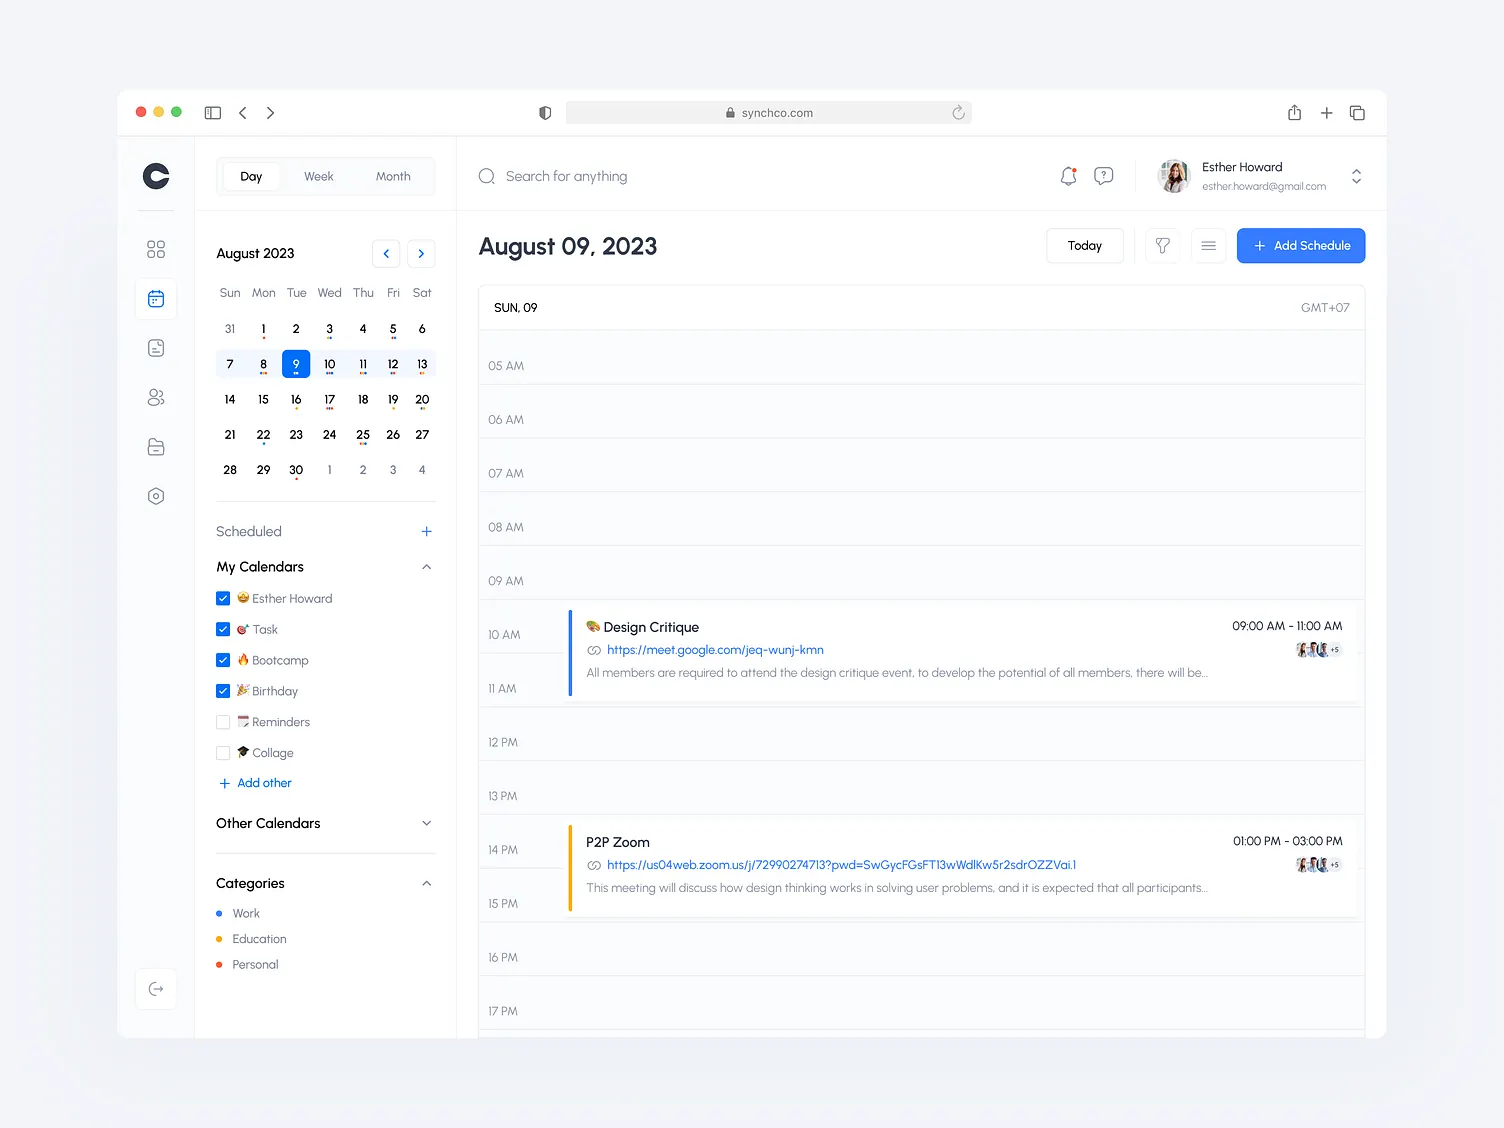 synchco.com
Day Week Month
Search for anything
Esther Howard
esther.howard@gmail.com
August 2023
August 09, 2023
Today
Add Schedule
Sun Mon Tue Wed Thu Fri Sat
31 1 2 3 4 5 6
7 8 9 10 11 12 13
14 15 16 17 18 19 20
21 22 23 24 25 26 27
28 29 30 1 2 3 4
Scheduled
My Calendars
Esther Howard
Task
Bootcamp
Birthday
Reminders
Collage
Add other
Other Calendars
Categories
Work
Education
Personal
SUN, 09 GMT+07
05 AM
06 AM
07 AM
08 AM
09 AM
10 AM
11 AM
Design Critique 09:00 AM - 11:00 AM
https://meet.google.com/jeq-wunj-kmn +5
All members are required to attend the design critique event, to develop the potential of all members, there will be...
12 PM
13 PM
14 PM
15 PM
P2P Zoom 01:00 PM - 03:00 PM
https://us04web.zoom.us/j/72990274713?pwd=SwGycFGsFT13wWdlKw5r2sdrOZZVai.1 +5
This meeting will discuss how design thinking works in solving user problems, and it is expected that all participants...
16 PM
17 PM